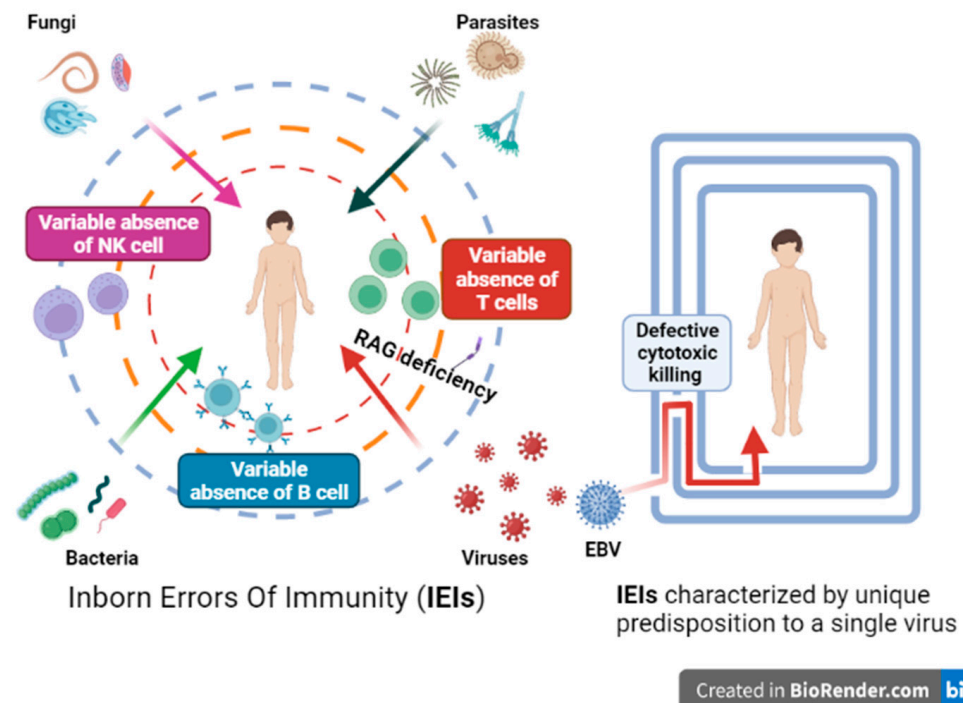 Fungi
Parasites
Variable absence
of NK cell
Variable
absence of
T cells
RAG1deficiency
Variable
absence of B cell
Defective
cytotoxic
killing
Bacteria
Viruses
EBV
Inborn Errors Of Immunity (IEIs)
IEIs characterized by unique
predisposition to a single virus
Created in BioRender.com bi